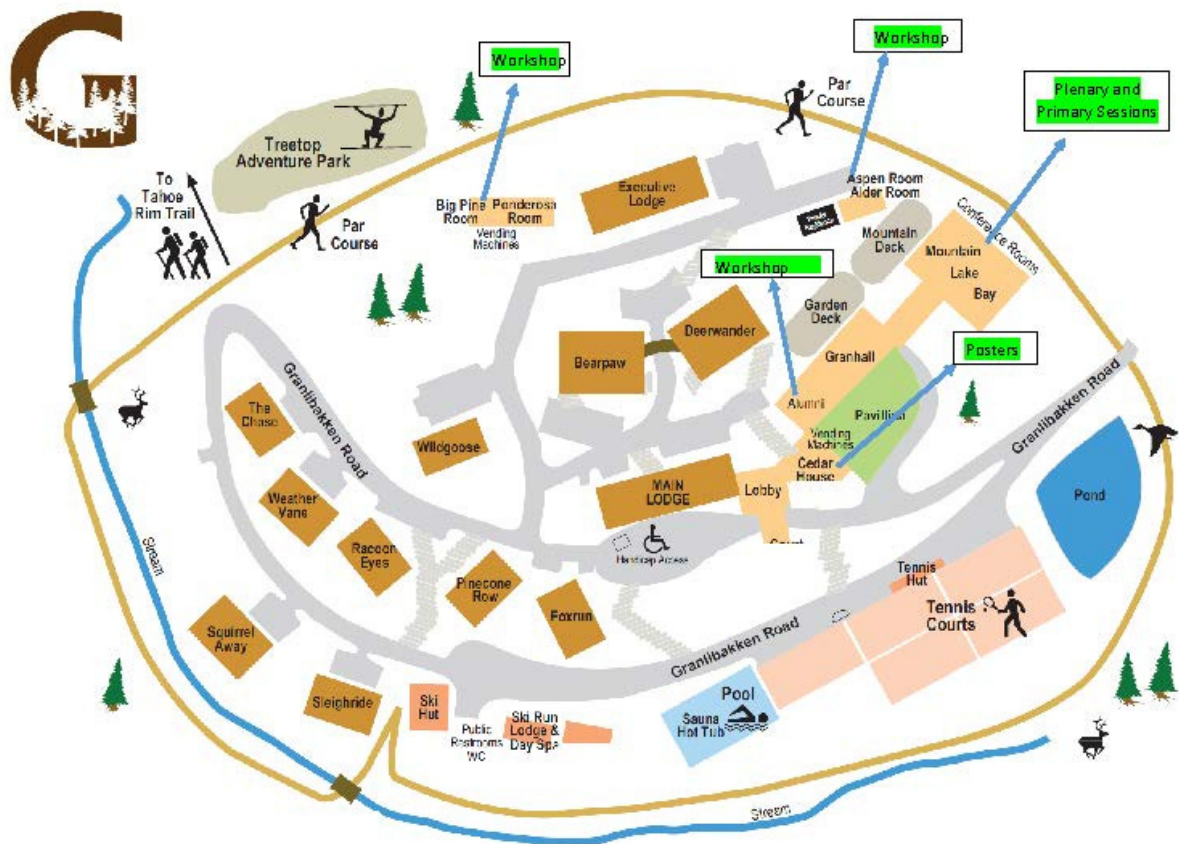 G
Workshop
Workshop
Plenary and
Primary Sessions
Par
Course
Treetop
Adventure Park
To
Tahoe
Rim Trail
Par
Course
Big Pine
Room
Ponderosa
Room
Vending
Machines
Executive
Lodge
Aspen Room
Alder Room
Conference Rooms
Mountain
Deck
Mountain
Lake
Bay
Workshop
Garden
Deck
Deerwander
Bearpaw
Granhall
Posters
Alumni
Pavillion
Vending
Machines
Cedar
House
Granlibakken Road
Granlibakken Road
The
Chase
Wildgoose
MAIN
LODGE
Lobby
Pond
Weather
Vane
Handicap Access
Racoon
Eyes
Stream
Pinecone
Row
Foxrun
Tennis
Hut
Tennis
Courts
Granlibakken Road
Squirrel
Away
Sleighride
Ski
Hut
Public
Restrooms
WC
Ski Run
Lodge &
Day Spa
Pool
Sauna
Hot Tub
Stream